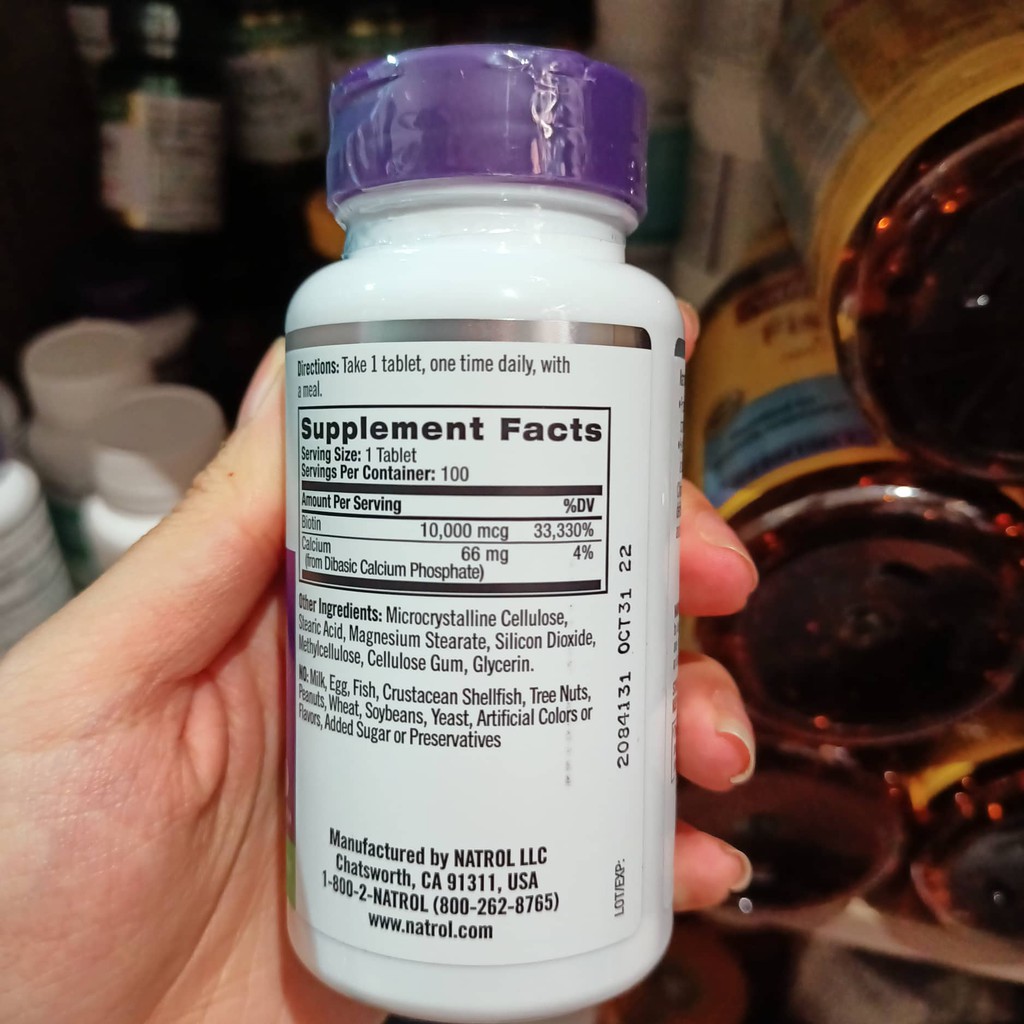 Directions: Take 1 tablet, one time daily, with
a meal.
Supplement Facts
Serving Size: 1 Tablet
Servings Per Container: 100
Amount Per Serving %DV
Biotin 10,000 mcg 33,330%
Calcium 66 mg 4%
(from Dibasic Calcium Phosphate)
Other Ingredients: Microcrystalline Cellulose,
Stearic Acid, Magnesium Stearate, Silicon Dioxide,
Methylcellulose, Cellulose Gum, Glycerin.
NO: Milk, Egg, Fish, Crustacean Shellfish, Tree Nuts,
Peanuts, Wheat, Soybeans, Yeast, Artificial Colors or
Flavors, Added Sugar or Preservatives
Manufactured by NATROL LLC
Chatsworth, CA 91311, USA
1-800-2-NATROL (800-262-8765)
www.natrol.com
LOT/EXP: 2084131 OCT31 22